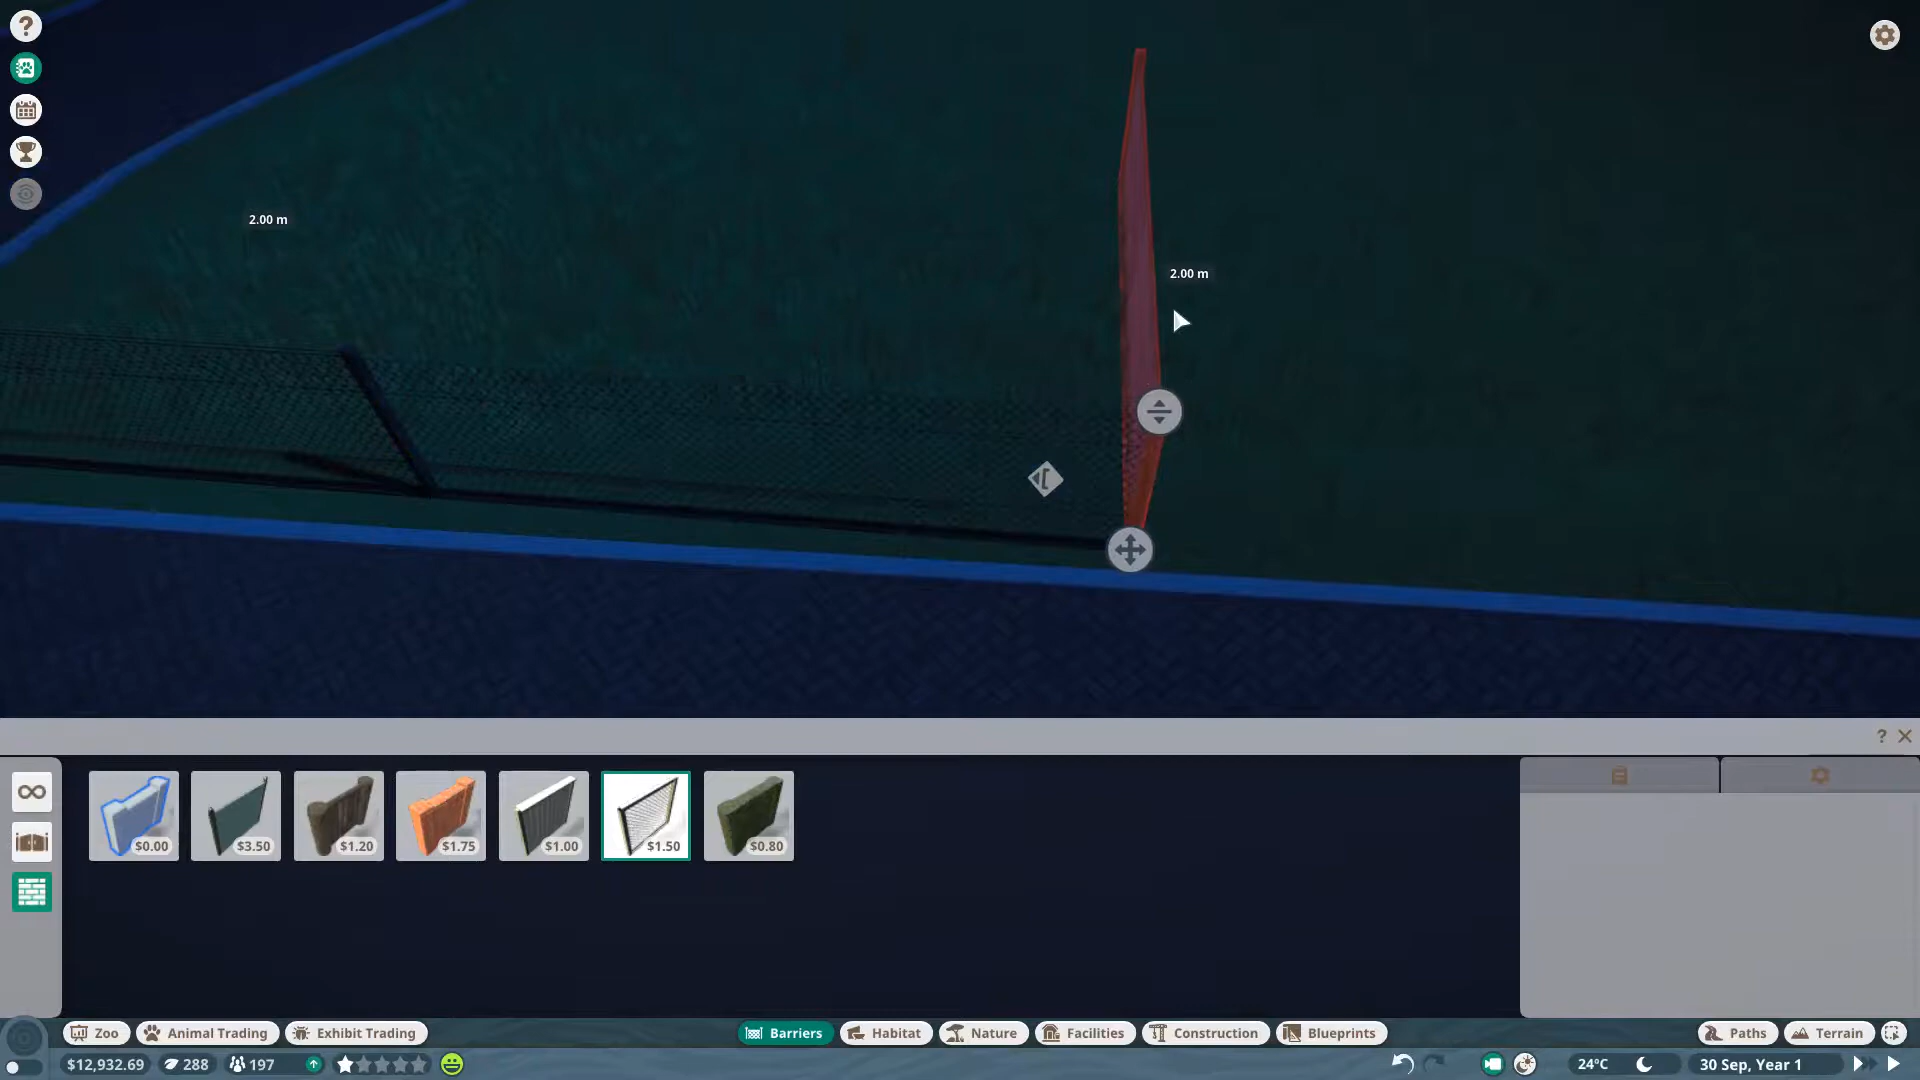 ?
2.00 m
2.00 m
?
$0.00
$3.50
$1.20
$1.75
$1.00
$1.50
$0.80
Zoo
Animal Trading
Exhibit Trading
Barriers
Habitat
Nature
Facilities
Construction
Blueprints
Paths
Terrain
$12,932.69
288
197
24°C
30 Sep, Year 1